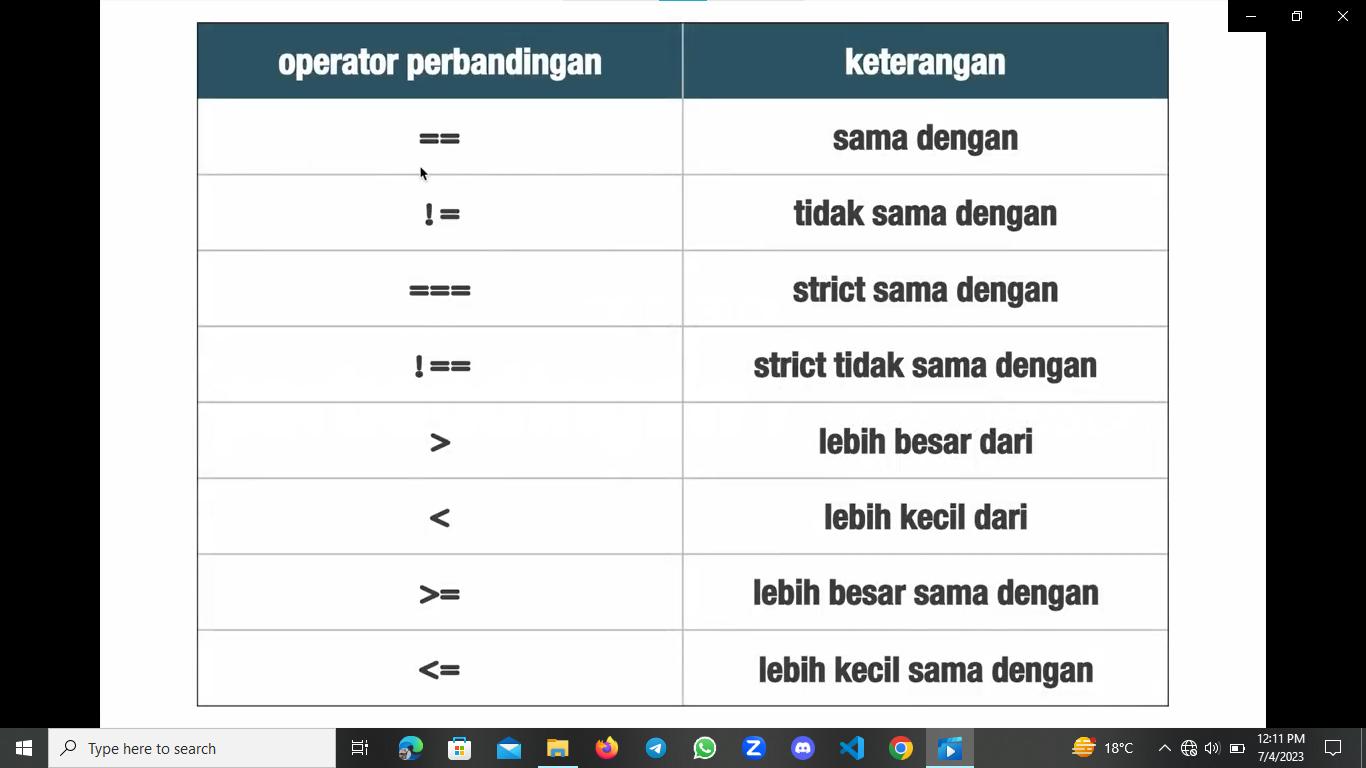 operator perbandingan keterangan
== sama dengan
!= tidak sama dengan
=== strict sama dengan
!== strict tidak sama dengan
> lebih besar dari
< lebih kecil dari
>= lebih besar sama dengan
<= lebih kecil sama dengan
Type here to search
18°C
12:11 PM
7/4/2023